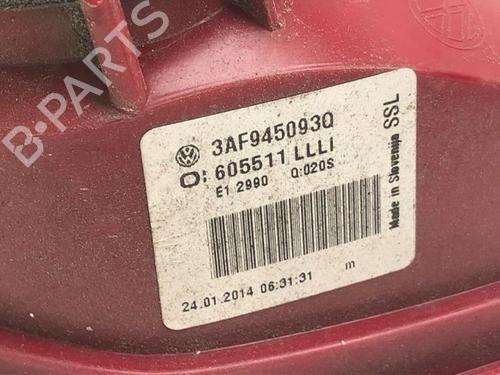 B-PARTS
3AF945093Q
605511 LLLI
E1 2990 Q:020S
24.01.2014 06:31:31 m
Made in Slovenija SSL